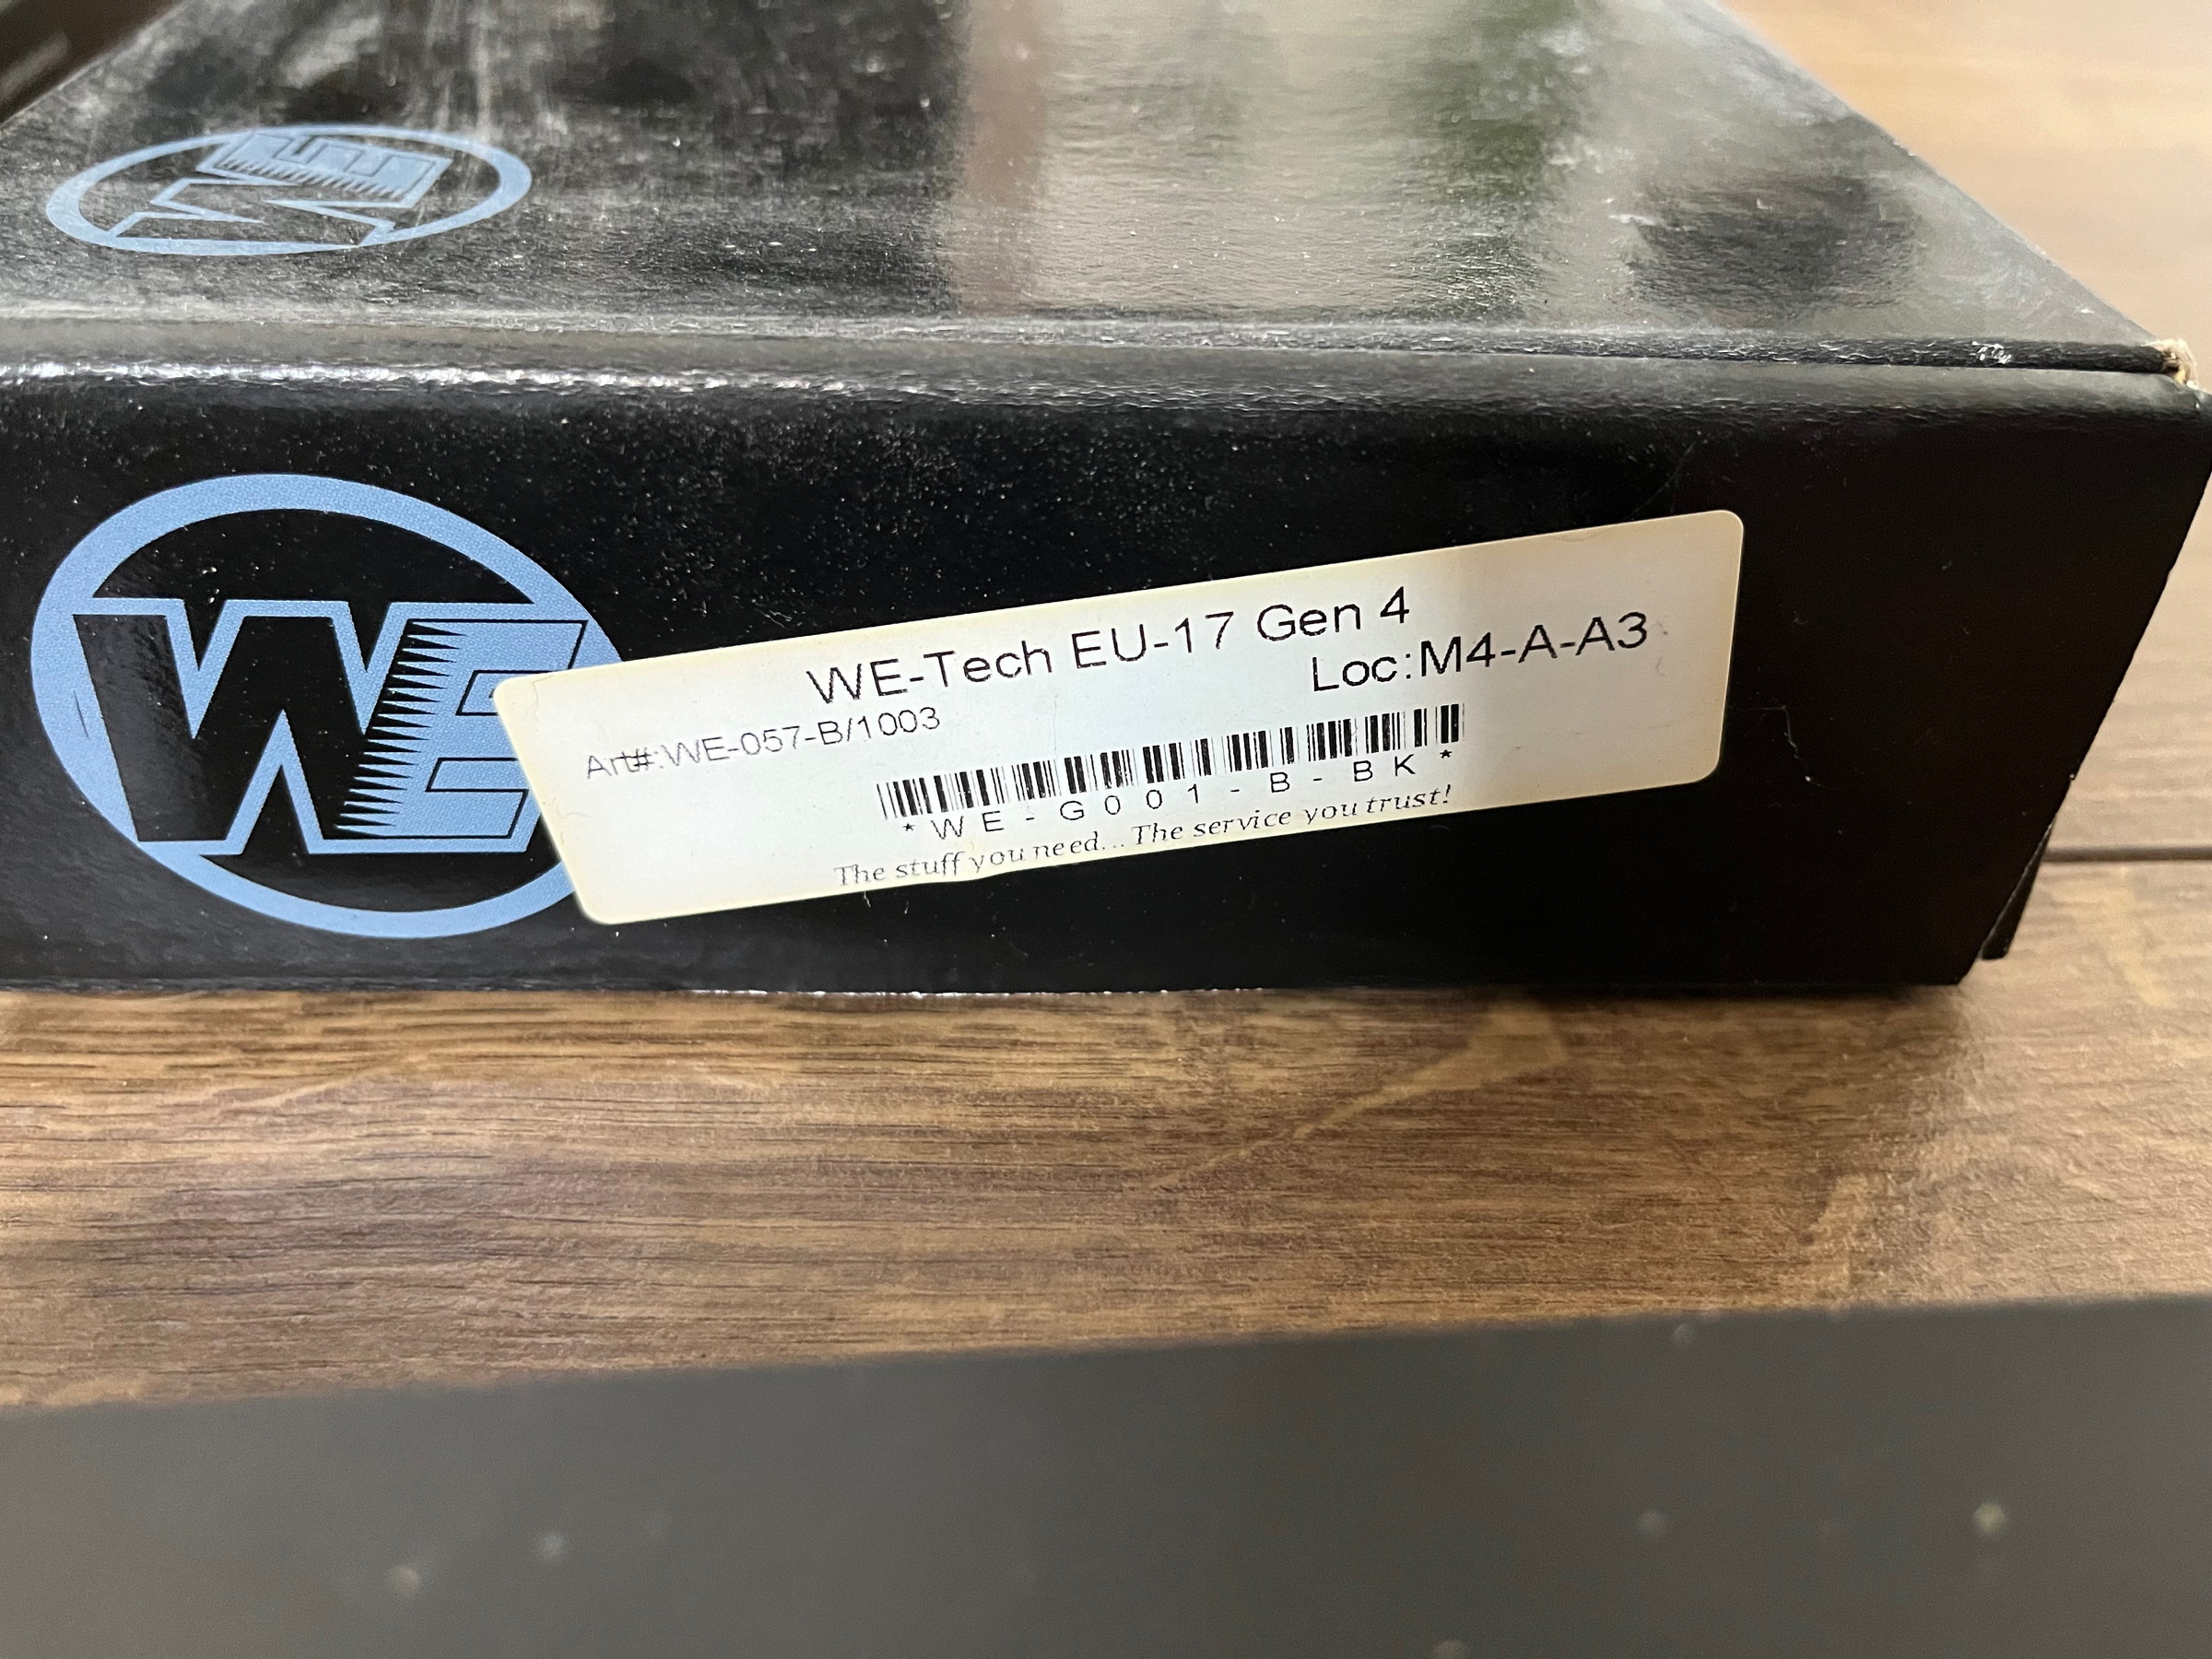 WE
WE
WE-Tech EU-17 Gen 4
Loc:M4-A-A3
Art#:WE-057-B/1003
*WE-G001-B-BK*
The stuff you need... The service you trust!